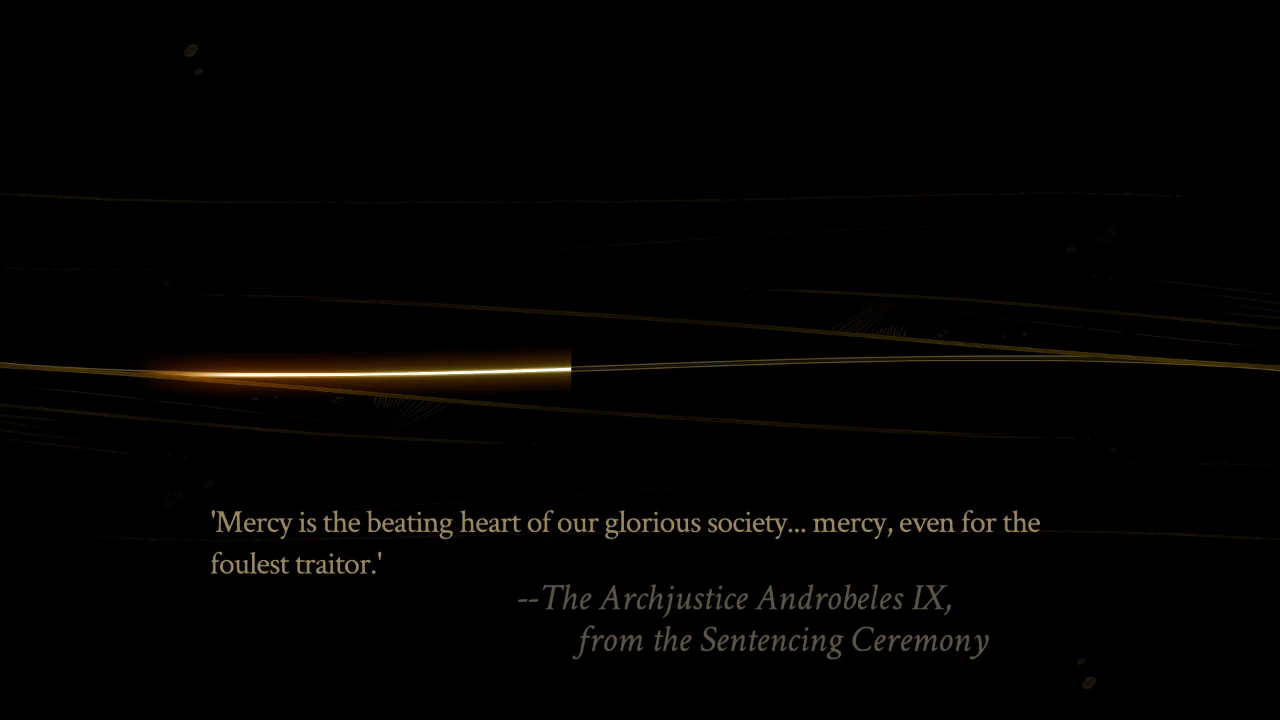 'Mercy is the beating heart of our glorious society... mercy, even for the
foulest traitor.'
--The Archjustice Androbeles IX,
from the Sentencing Ceremony